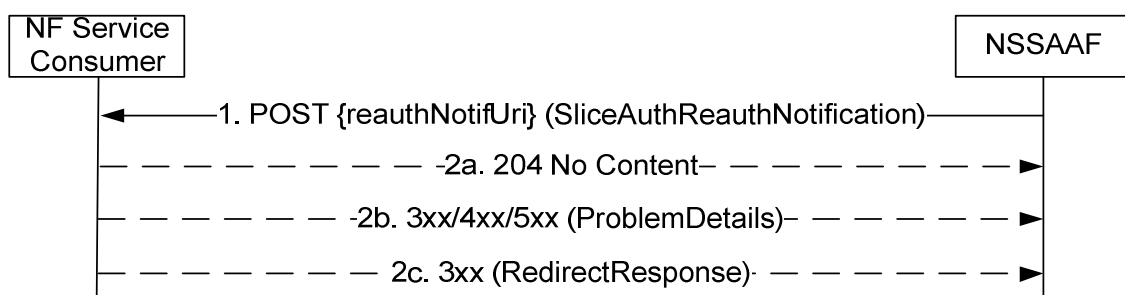 NF Service
Consumer
NSSAAF
1. POST {reauthNotifUri} (SliceAuthReauthNotification)
2a. 204 No Content
2b. 3xx/4xx/5xx (ProblemDetails)
2c. 3xx (RedirectResponse)